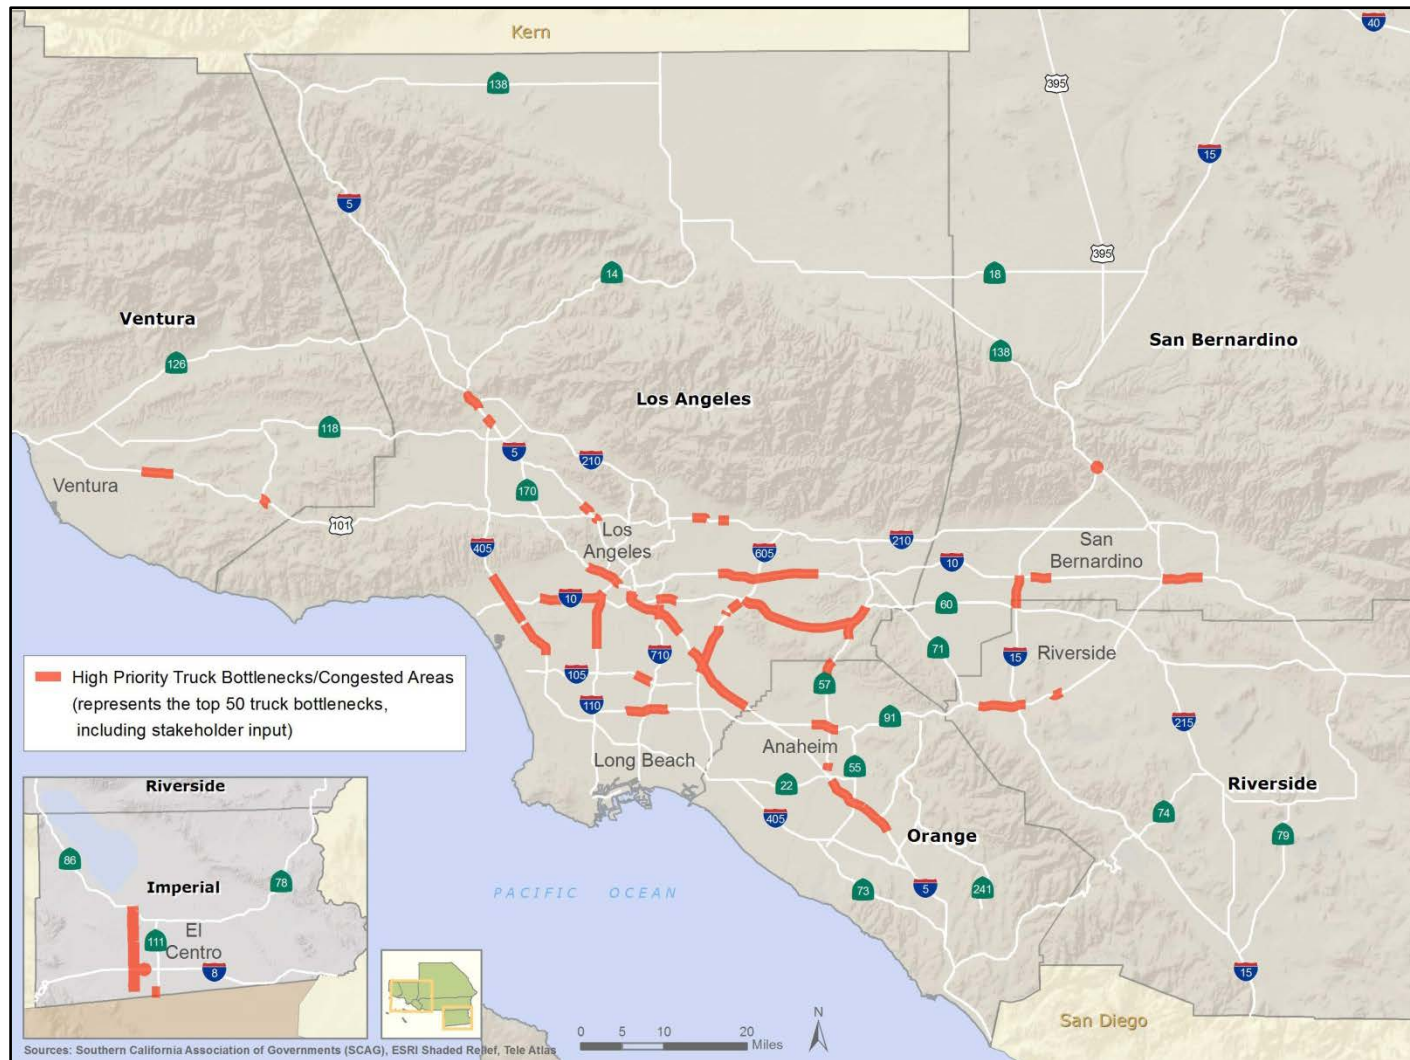 Kern
40
138
395
15
5
395
14
18
Ventura
138
San Bernardino
126
Los Angeles
118
5
210
Ventura
170
101
Los
Angeles
405
605
210
San
Bernardino
10
10
60
710
71
Riverside
15
High Priority Truck Bottlenecks/Congested Areas
(represents the top 50 truck bottlenecks,
including stakeholder input)
105
57
110
91
215
Anaheim
Long Beach
55
22
Riverside
Riverside
74
405
Orange
79
86
Imperial
78
73
5
241
PACIFIC OCEAN
El
Centro
111
8
15
N
San Diego
0 5 10 20
Miles
Sources: Southern California Association of Governments (SCAG), ESRI Shaded Relief, Tele Atlas